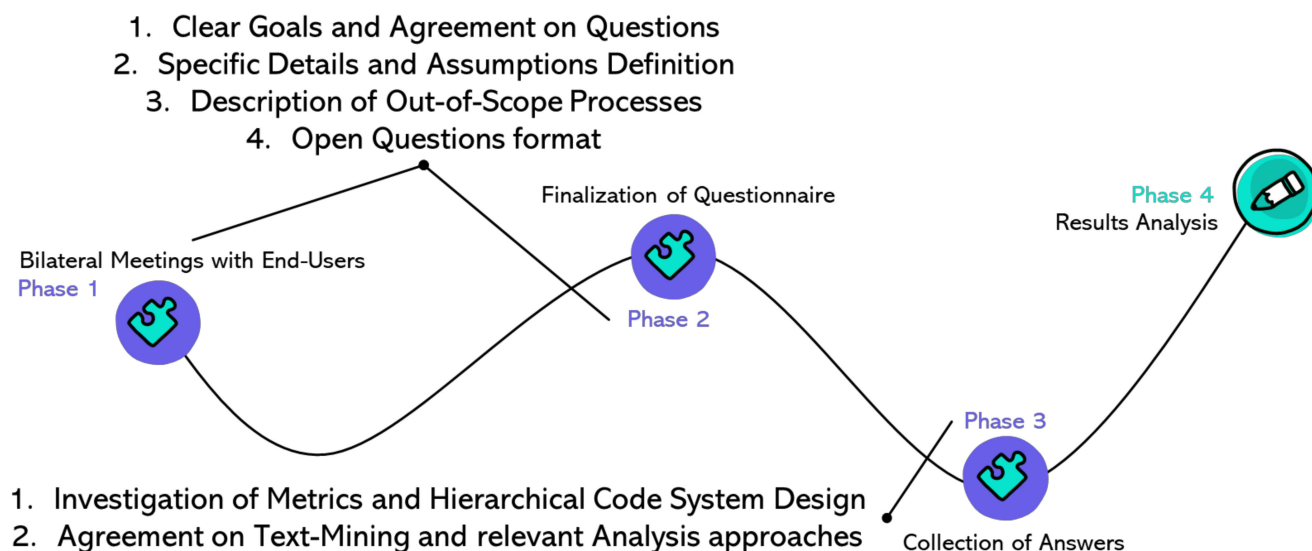 1. Clear Goals and Agreement on Questions
2. Specific Details and Assumptions Definition
3. Description of Out-of-Scope Processes
4. Open Questions format
Bilateral Meetings with End-Users
Phase 1
Finalization of Questionnaire
Phase 2
Phase 4
Results Analysis
Phase 3
Collection of Answers
1. Investigation of Metrics and Hierarchical Code System Design
2. Agreement on Text-Mining and relevant Analysis approaches